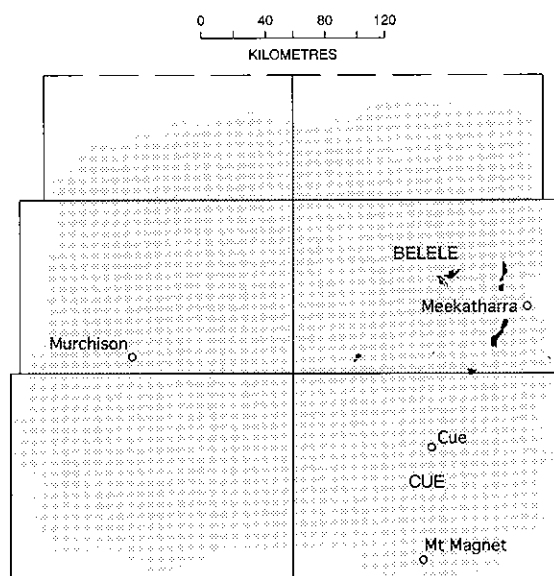 0 40 80 120
KILOMETRES
BELELE
Meekatharra
Murchison
Cue
CUE
Mt Magnet